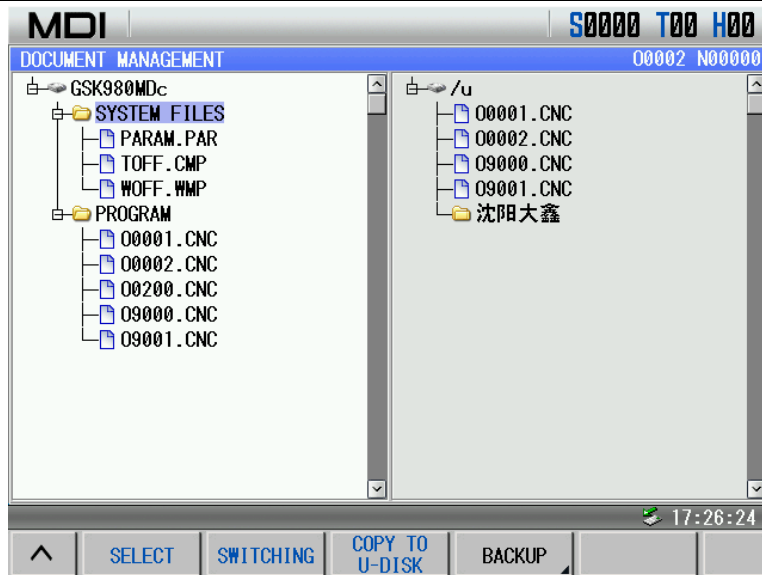 MDI
S0000 T00 H00
DOCUMENT MANAGEMENT
O0002 N00000
GSK980MDc
SYSTEM FILES
PARAM.PAR
TOFF.CMP
WOFF.WMP
PROGRAM
O0001.CNC
O0002.CNC
O0200.CNC
O9000.CNC
O9001.CNC
/u
O0001.CNC
O0002.CNC
O9000.CNC
O9001.CNC
沈阳大鑫
17:26:24
SELECT
SWITCHING
COPY TO
U-DISK
BACKUP